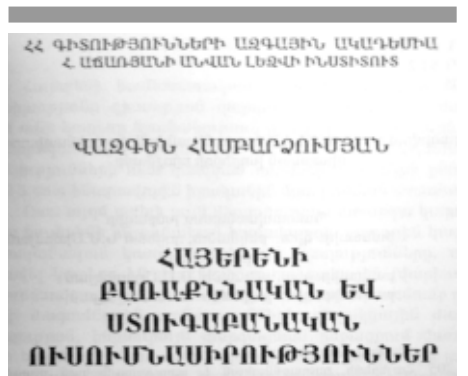 ՀՀ ԳԻՏՈՒԹՅՈՒՆՆԵՐԻ ԱԶԳԱՅԻՆ ԱԿԱԴԵՄԻԱ
Հ. ԱՃԱՌՅԱՆԻ ԱՆՎԱՆ ԼԵԶՎԻ ԻՆՍՏԻՏՈՒՏ
ՎԱԶԳԵՆ ՀԱՄԲԱՐՁՈՒՄՅԱՆ
ՀԱՅԵՐԵՆԻ
ԲԱՌԱՔՆՆԱԿԱՆ ԵՎ
ՍՏՈՒԳԱԲԱՆԱԿԱՆ
ՈՒՍՈՒՄՆԱՍԻՐՈՒԹՅՈՒՆՆԵՐ